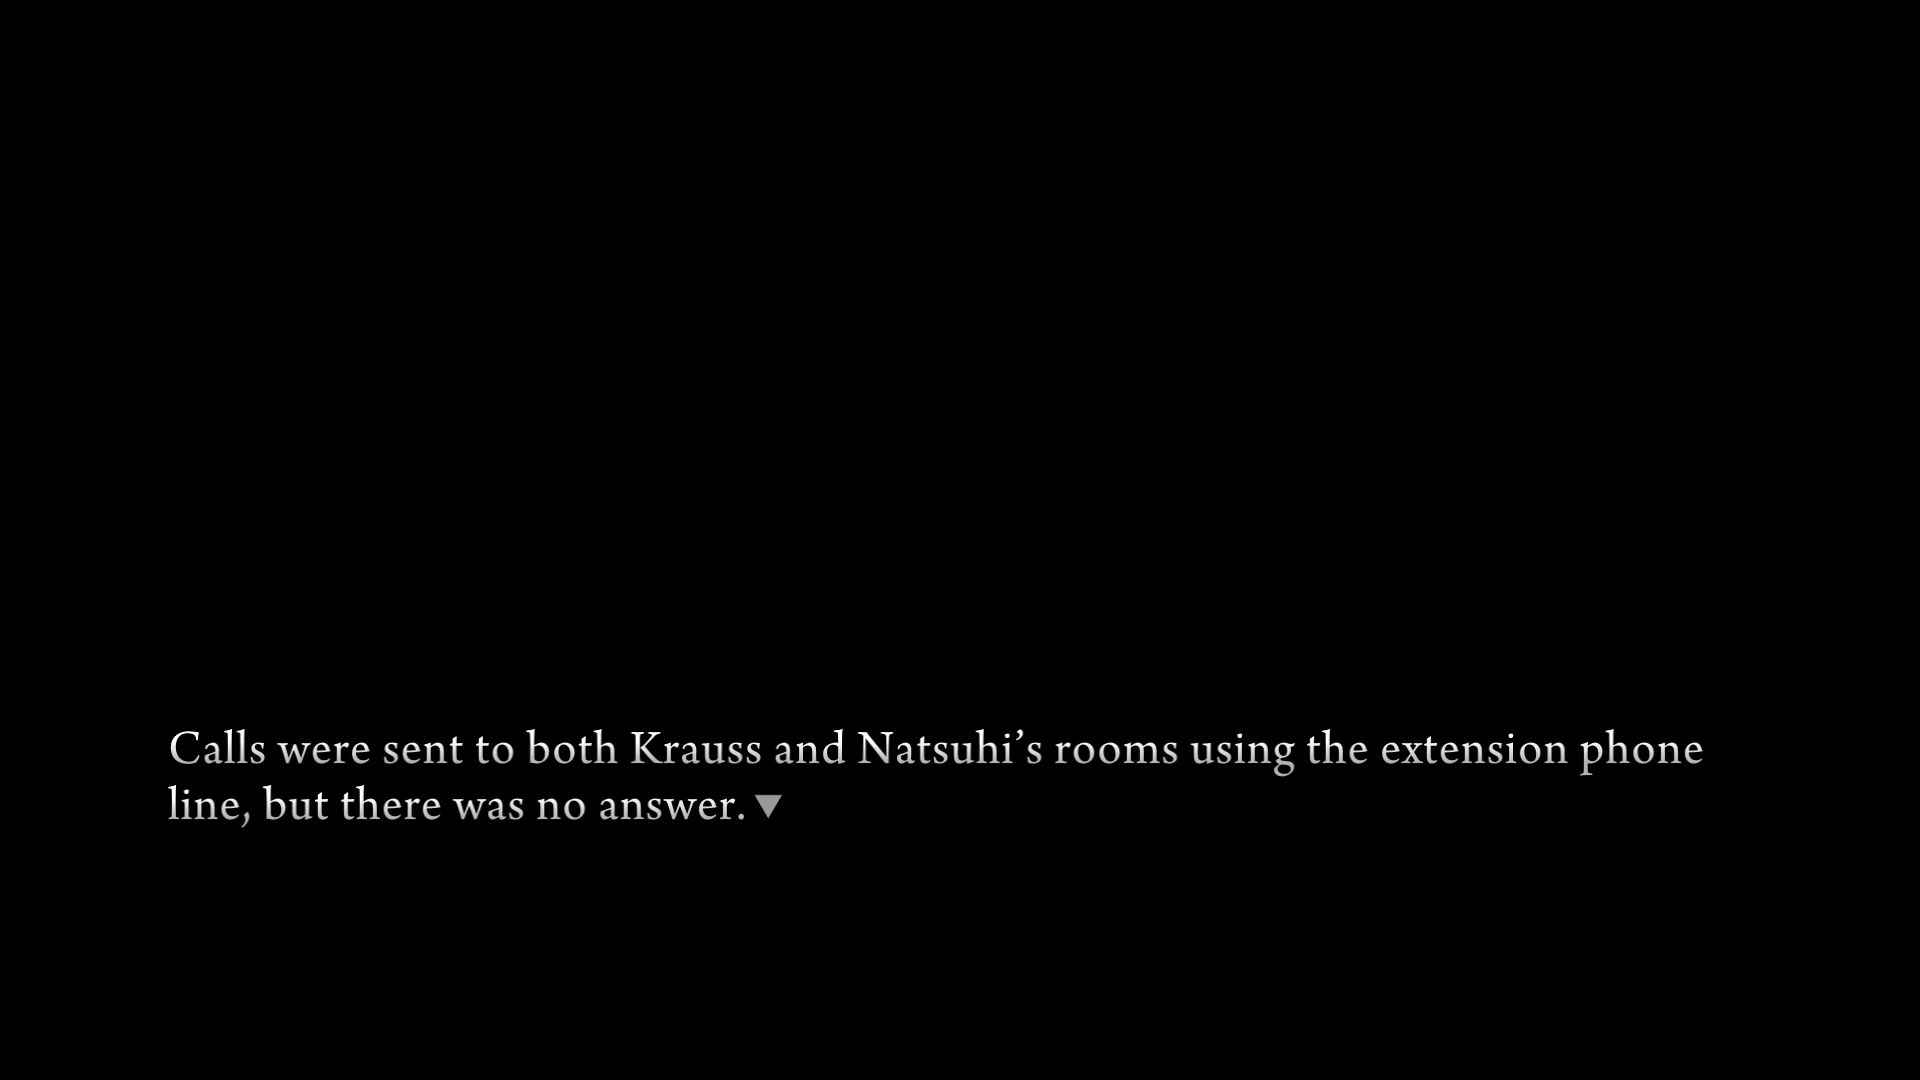 Calls were sent to both Krauss and Natsuhi’s rooms using the extension phone
line, but there was no answer.